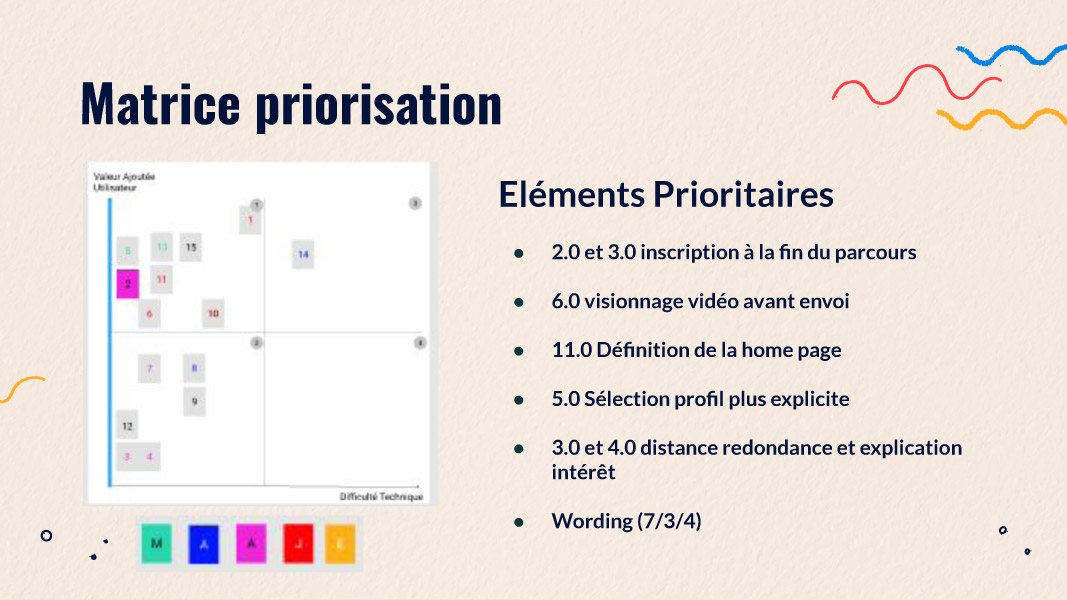 Matrice priorisation
Valeur Ajoutée
Utilisateur
1
3
1
5
13
15
14
2
11
6
10
2
4
7
8
9
12
3
4
Difficulté Technique
M
A
A
J
E
Eléments Prioritaires
2.0 et 3.0 inscription à la fin du parcours
6.0 visionnage vidéo avant envoi
11.0 Définition de la home page
5.0 Sélection profil plus explicite
3.0 et 4.0 distance redondance et explication
intérêt
Wording (7/3/4)